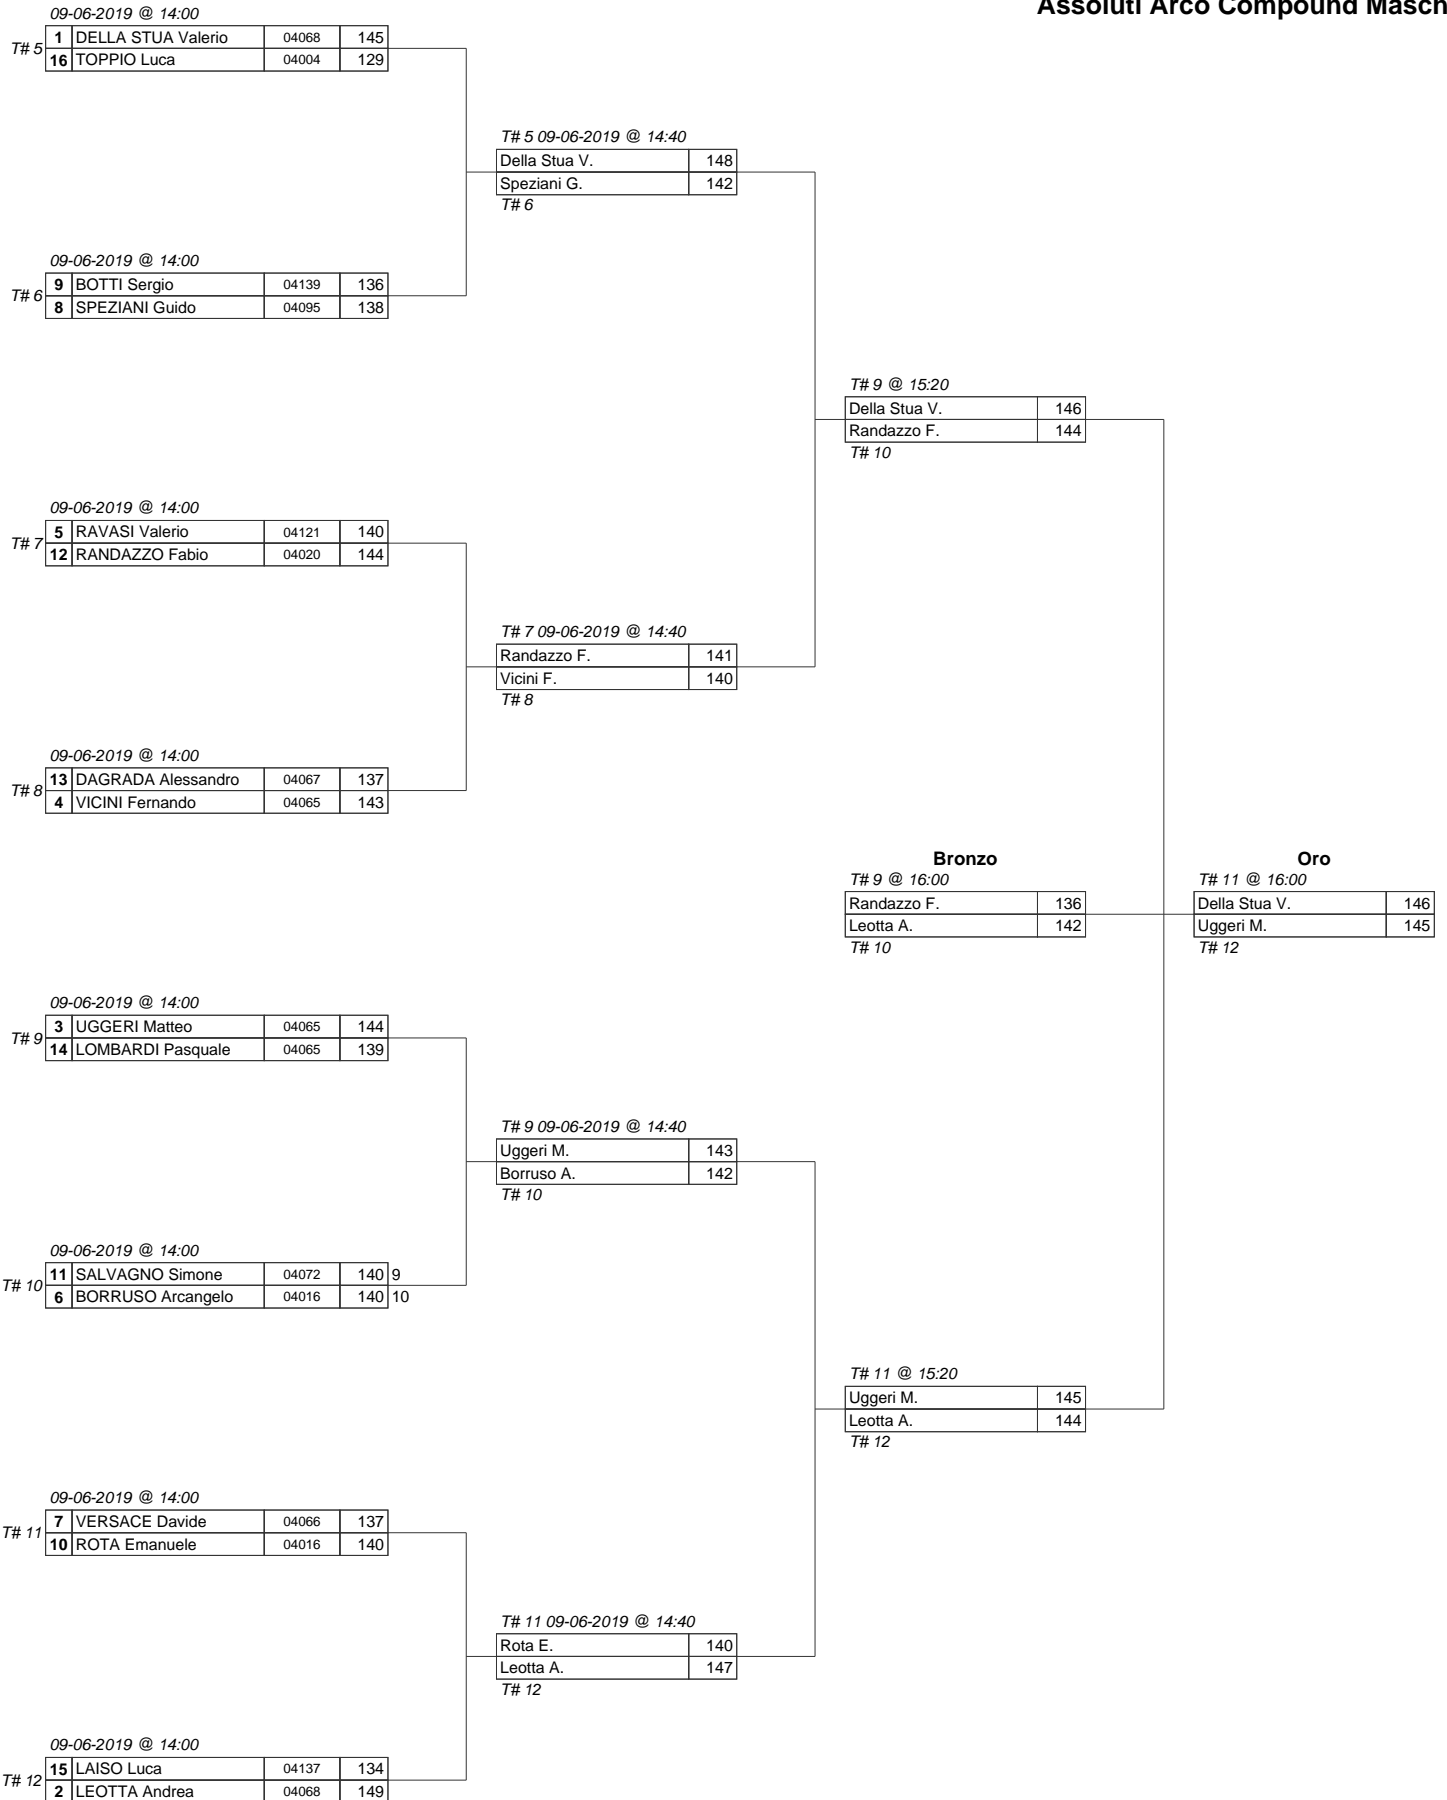 Assoluti Arco Compound Masch
09-06-2019 @ 14:00
T# 5
1 DELLA STUA Valerio 04068 145
16 TOPPIO Luca 04004 129
T# 5 09-06-2019 @ 14:40
Della Stua V. 148
Speziani G. 142
T# 6
09-06-2019 @ 14:00
T# 6
9 BOTTI Sergio 04139 136
8 SPEZIANI Guido 04095 138
T# 9 @ 15:20
Della Stua V. 146
Randazzo F. 144
T# 10
09-06-2019 @ 14:00
T# 7
5 RAVASI Valerio 04121 140
12 RANDAZZO Fabio 04020 144
T# 7 09-06-2019 @ 14:40
Randazzo F. 141
Vicini F. 140
T# 8
09-06-2019 @ 14:00
T# 8
13 DAGRADA Alessandro 04067 137
4 VICINI Fernando 04065 143
Bronzo
T# 9 @ 16:00
Randazzo F. 136
Leotta A. 142
T# 10
Oro
T# 11 @ 16:00
Della Stua V. 146
Uggeri M. 145
T# 12
09-06-2019 @ 14:00
T# 9
3 UGGERI Matteo 04065 144
14 LOMBARDI Pasquale 04065 139
T# 9 09-06-2019 @ 14:40
Uggeri M. 143
Borruso A. 142
T# 10
09-06-2019 @ 14:00
T# 10
11 SALVAGNO Simone 04072 140 9
6 BORRUSO Arcangelo 04016 140 10
T# 11 @ 15:20
Uggeri M. 145
Leotta A. 144
T# 12
09-06-2019 @ 14:00
T# 11
7 VERSACE Davide 04066 137
10 ROTA Emanuele 04016 140
T# 11 09-06-2019 @ 14:40
Rota E. 140
Leotta A. 147
T# 12
09-06-2019 @ 14:00
T# 12
15 LAISO Luca 04137 134
2 LEOTTA Andrea 04068 149